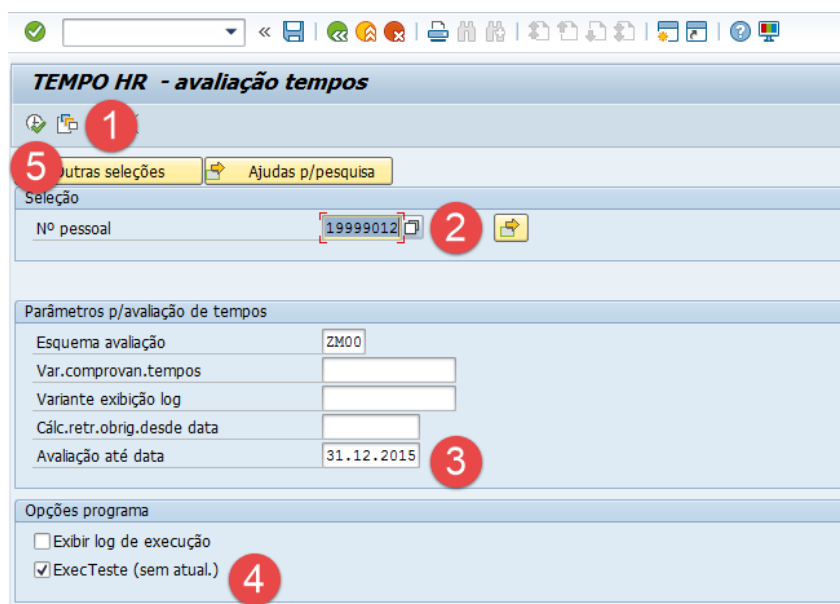 TEMPO HR - avaliação tempos
1
5
Outras seleções
Ajudas p/pesquisa
Seleção
Nº pessoal
19999012
2
Parâmetros p/avaliação de tempos
Esquema avaliação
ZM00
Var.comprovan.tempos
Variante exibição log
Cálc.retr.obrig.desde data
Avaliação até data
31.12.2015
3
Opções programa
Exibir log de execução
ExecTeste (sem atual.)
4